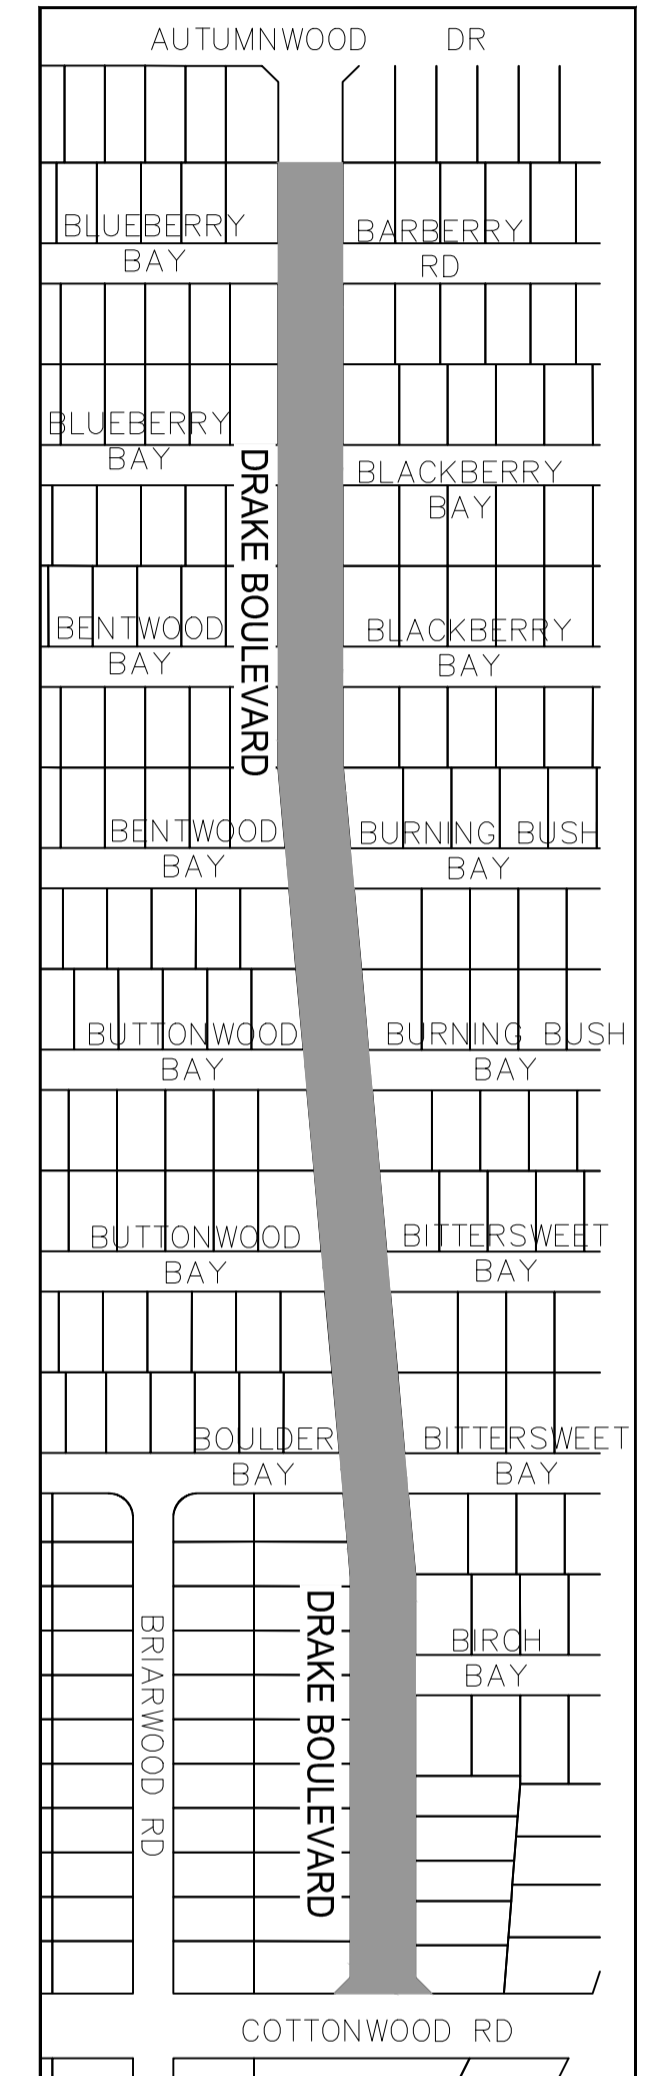 AUTUMNWOOD DR
BLUEBERRY
BAY
BARBERRY
RD
BLUEBERRY
BAY
DRAKE BOULEVARD
BLACKBERRY
BAY
BENTWOOD
BAY
BLACKBERRY
BAY
BENTWOOD
BAY
BURNING BUSH
BAY
BUTTONWOOD
BAY
BURNING BUSH
BAY
BUTTONWOOD
BAY
BITTERSWEET
BAY
BOULDER
BAY
BITTERSWEET
BAY
BRIARWOOD RD
DRAKE BOULEVARD
BIRCH
BAY
COTTONWOOD RD